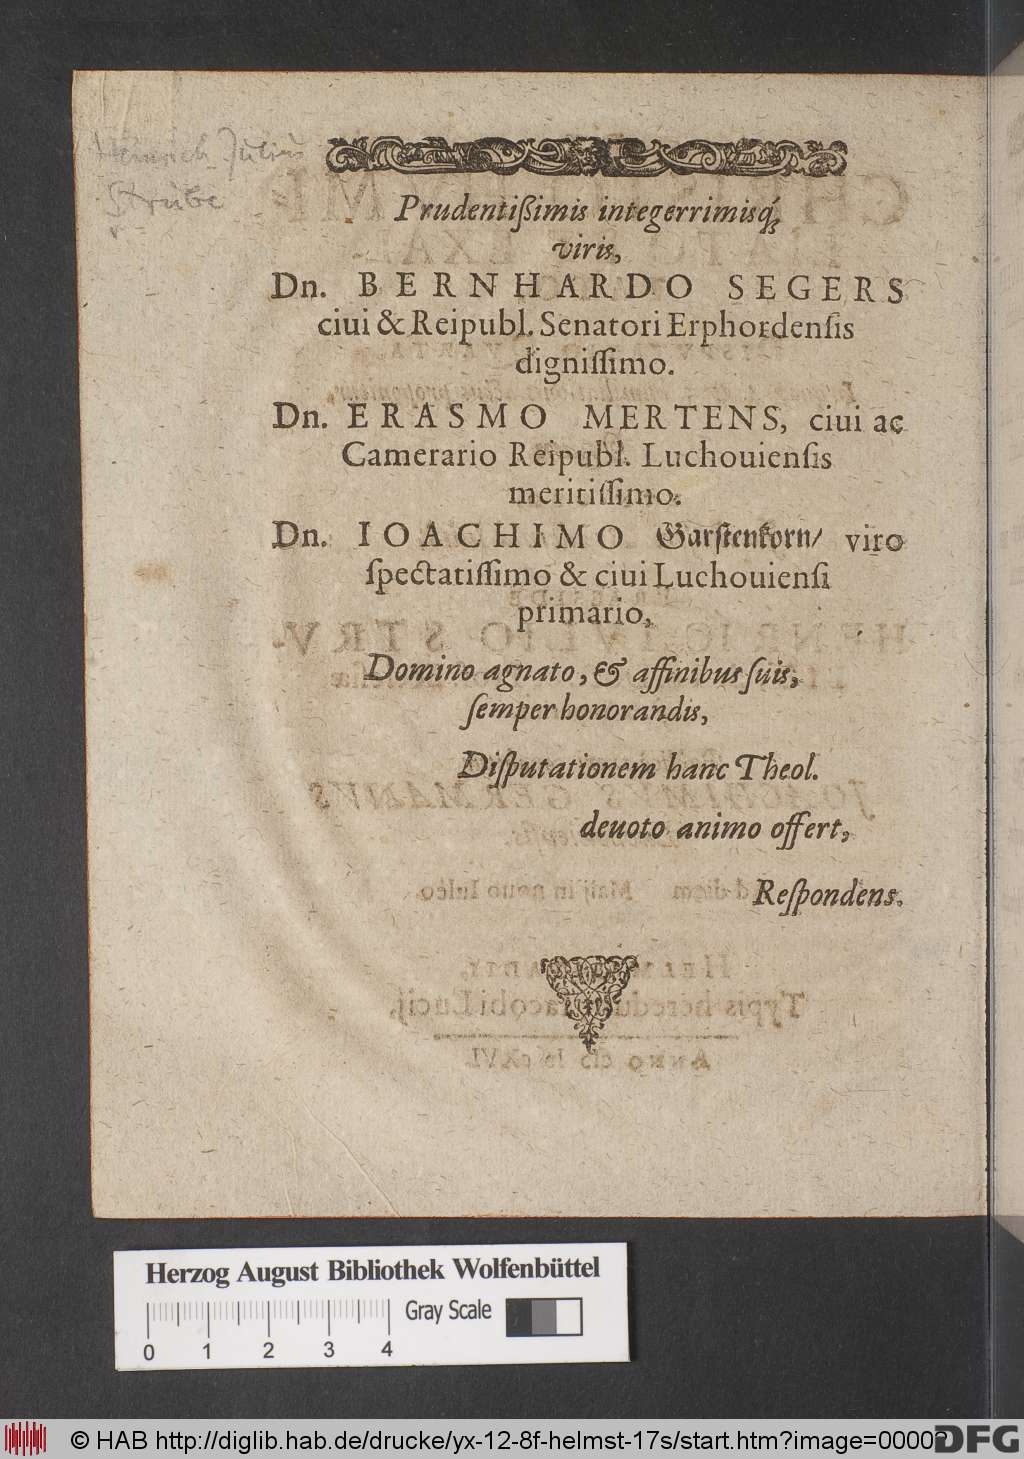 Heinrich Julius
Strube
Prudentißimis integerrimisq́;
viris,
Dn. BERNHARDO SEGERS
ciui & Reipubl. Senatori Erphordensis
digniſſimo.
Dn. ERASMO MERTENS, ciui ac
Camerario Reipubl. Luchouienſis
meritiſſimo.
Dn. IOACHIMO Garſtenkorn/ viro
ſpectatiſſimo & ciui Luchouienſi
primario,
Domino agnato, & affinibus ſuis,
ſemper honorandis,
Diſputationem hanc Theol.
deuoto animo offert,
Reſpondens.
Herzog August Bibliothek Wolfenbüttel
Gray Scale
0 1 2 3 4
© HAB http://diglib.hab.de/drucke/yx-12-8f-helmst-17s/start.htm?image=00002
DFG